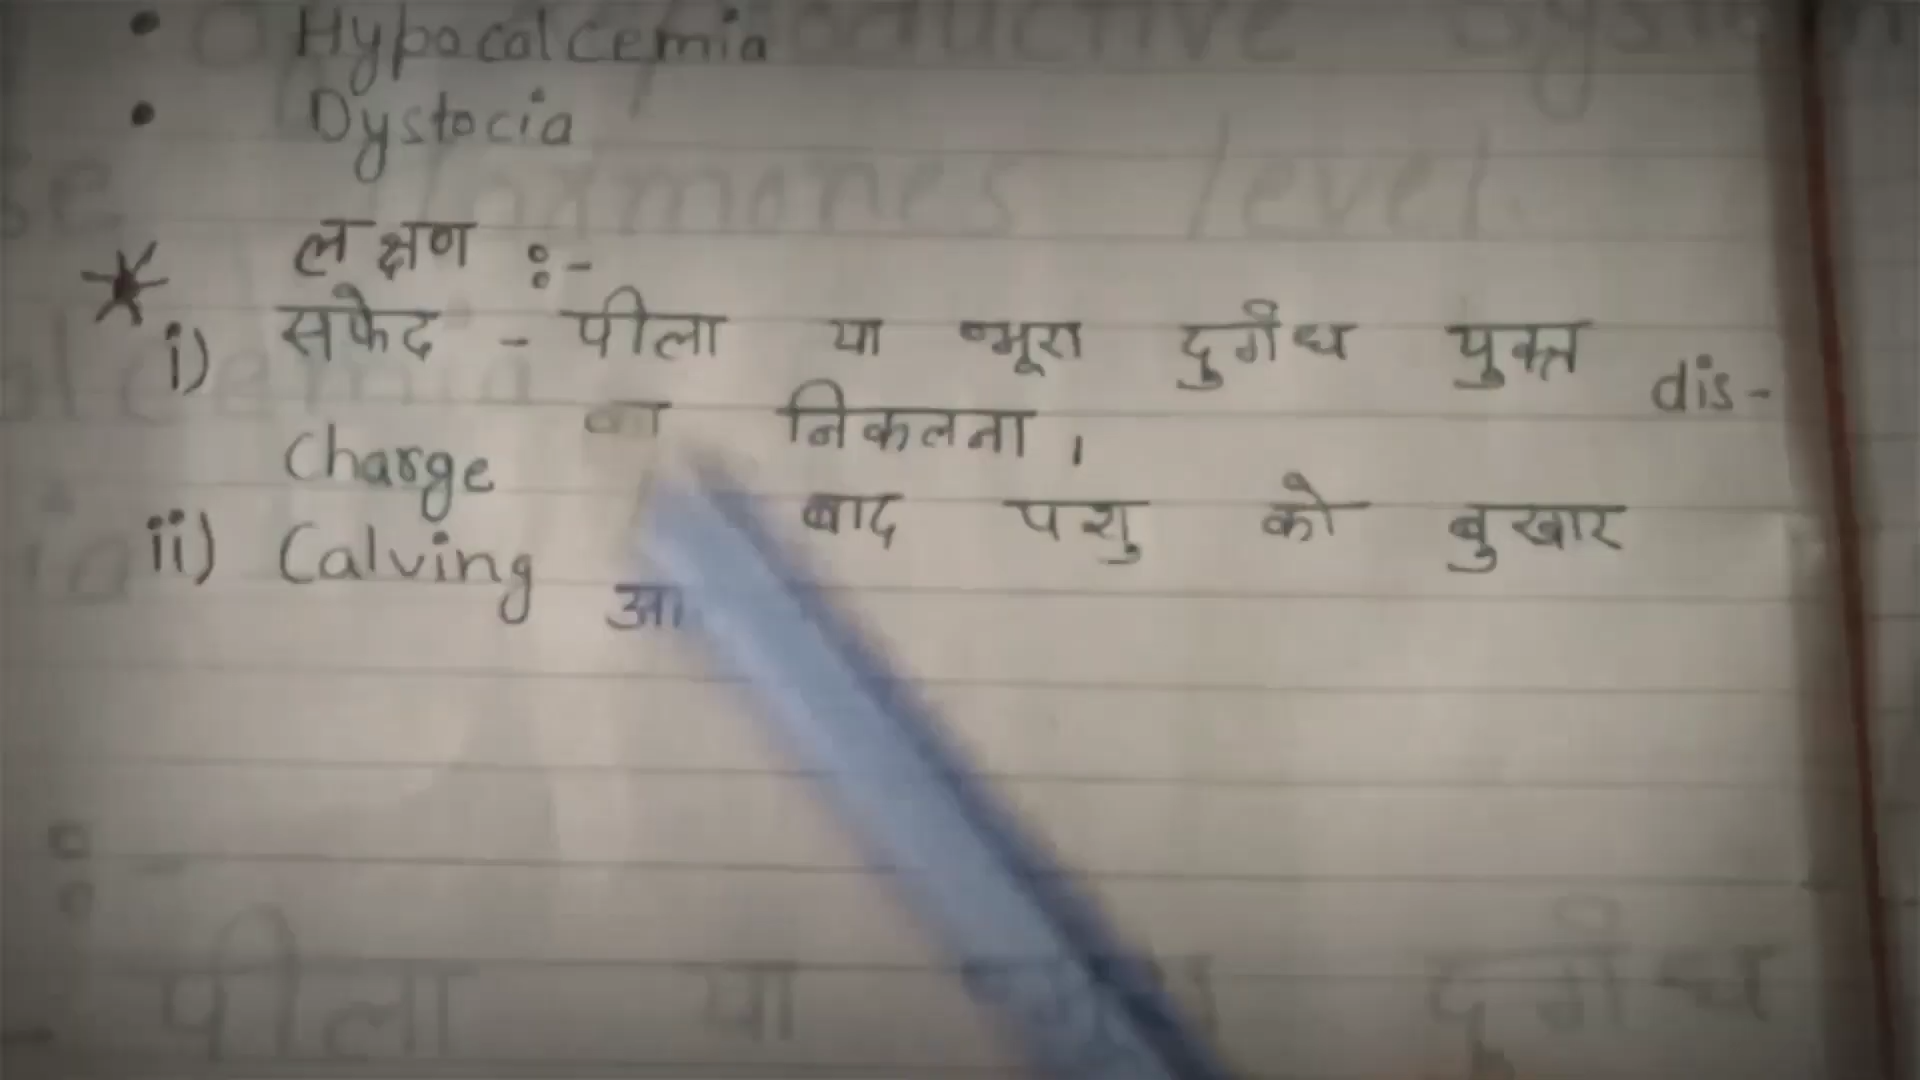 • Hypocalcemia
• Dystocia
* लक्षण :-
i) सफेद - पीला या भूरा दुर्गंध युक्त dis-
charge का निकलना ।
ii) Calving बाद पशु को बुखार